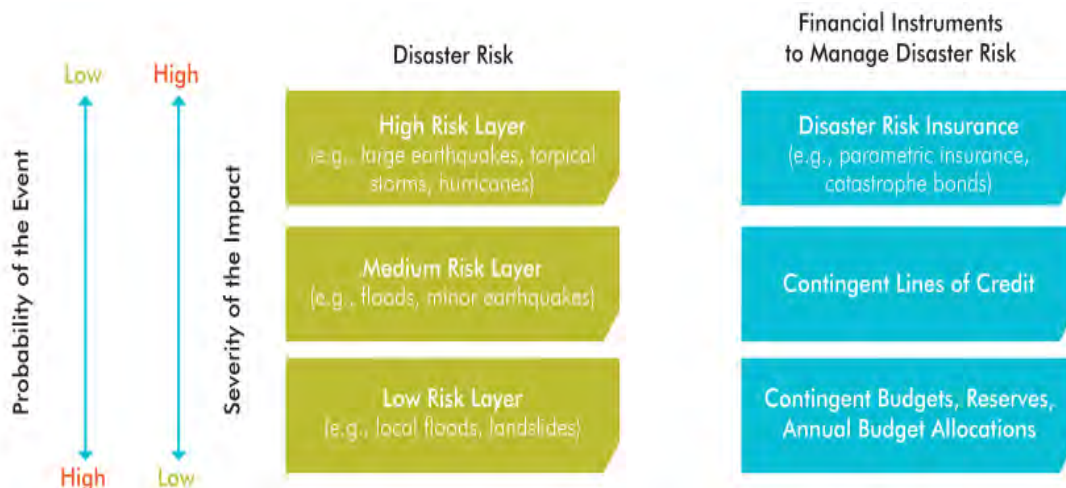 Financial Instruments
to Manage Disaster Risk
Disaster Risk
Low
High
Probability of the Event
Severity of the Impact
High Risk Layer
(e.g., large earthquakes, torpical
storms, hurricanes)
Disaster Risk Insurance
(e.g., parametric insurance,
catastrophe bonds)
Medium Risk Layer
(e.g., floods, minor earthquakes)
Contingent Lines of Credit
Low Risk Layer
(e.g., local floods, landslides)
Contingent Budgets, Reserves,
Annual Budget Allocations
High
Low